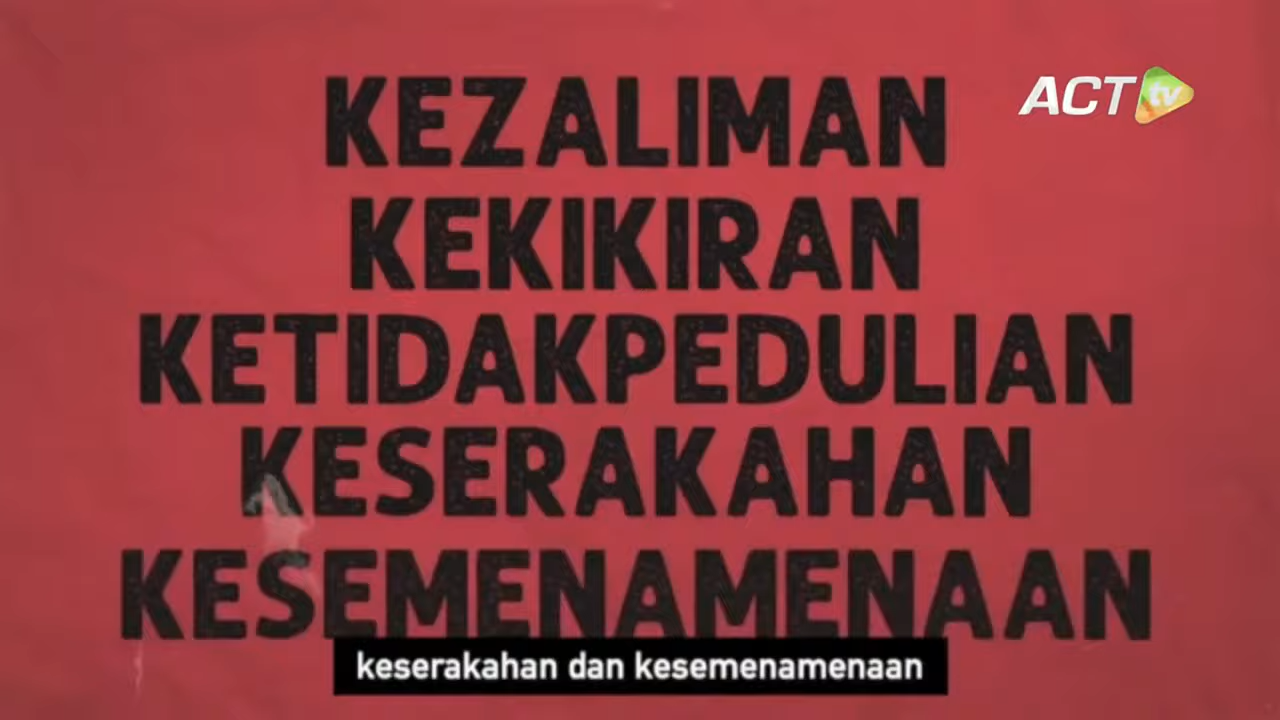 KEZALIMAN
ACT tv
KEKIKIRAN
KETIDAKPEDULIAN
KESERAKAHAN
KESEMENAMENAAN
keserakahan dan kesemenamenaan